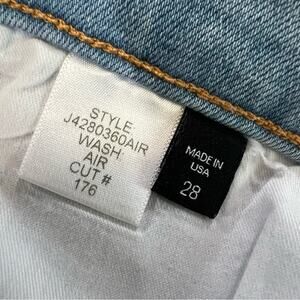 STYLE
J4280360AIR
WASH
AIR
CUT#
176
MADE IN
USA
28